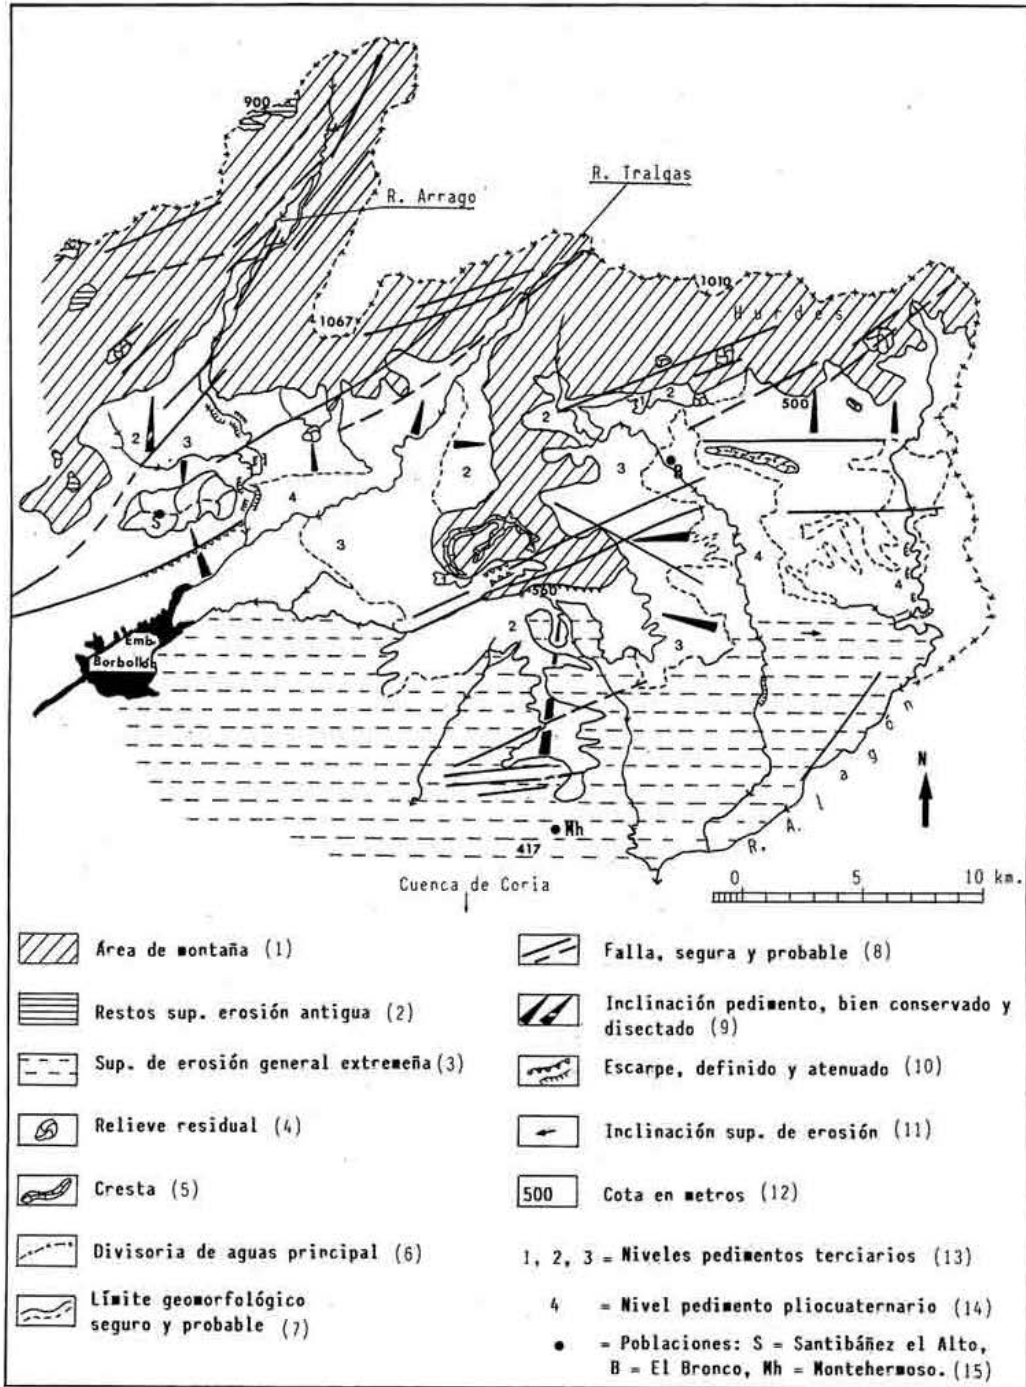 900
R. Tralgas
R. Arrago
1010
1067
Hurdes
2
500
2
1
2
3
B
2
3
4
S
3
4
1
4
560
2
3
Emb.
Borbolló
N
R. Alagón
Mh
417
Cuenca de Coria
0 5 10 km.
Área de montaña (1)
Restos sup. erosión antigua (2)
Sup. de erosión general extremeña (3)
Relieve residual (4)
Cresta (5)
Divisoria de aguas principal (6)
Límite geomorfológico
seguro y probable (7)
Falla, segura y probable (8)
Inclinación pedimento, bien conservado y
disectado (9)
Escarpe, definido y atenuado (10)
Inclinación sup. de erosión (11)
500 Cota en metros (12)
1, 2, 3 = Niveles pedimentos terciarios (13)
4 = Nivel pedimento pliocuaternario (14)
● = Poblaciones: S = Santibáñez el Alto,
B = El Bronco, Mh = Montehermoso. (15)